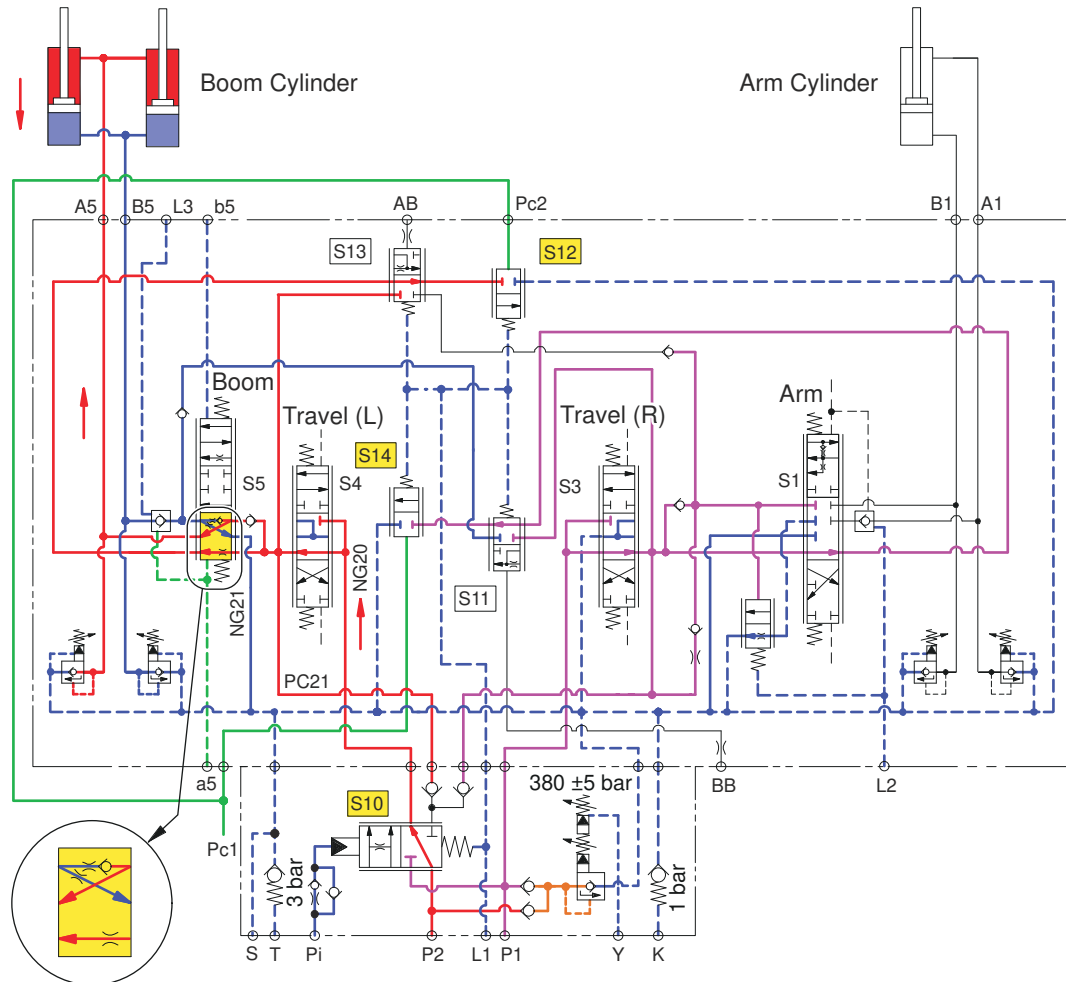 Boom Cylinder
Arm Cylinder
A5
B5
L3
b5
AB
Pc2
B1
A1
S13
S12
Boom
Travel (L)
Travel (R)
Arm
S14
S5
S4
S3
S1
NG20
S11
NG21
PC21
a5
380 ±5 bar
BB
L2
S10
Pc1
3 bar
1 bar
S
T
Pi
P2
L1
P1
Y
K